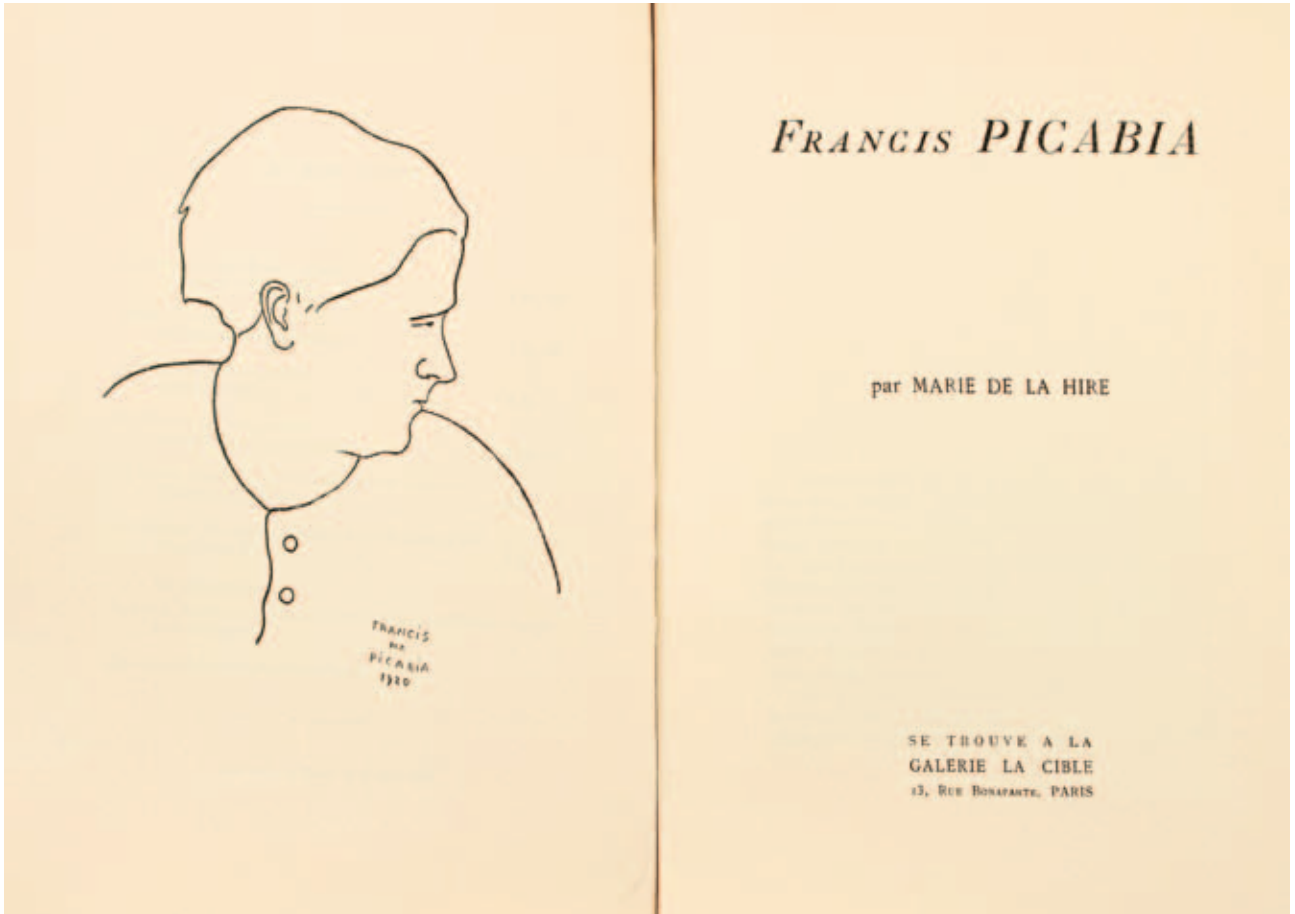 FRANCIS
PAR
PICABIA
1920
FRANCIS PICABIA
par MARIE DE LA HIRE
SE TROUVE A LA
GALERIE LA CIBLE
13, RUE BONAPARTE, PARIS